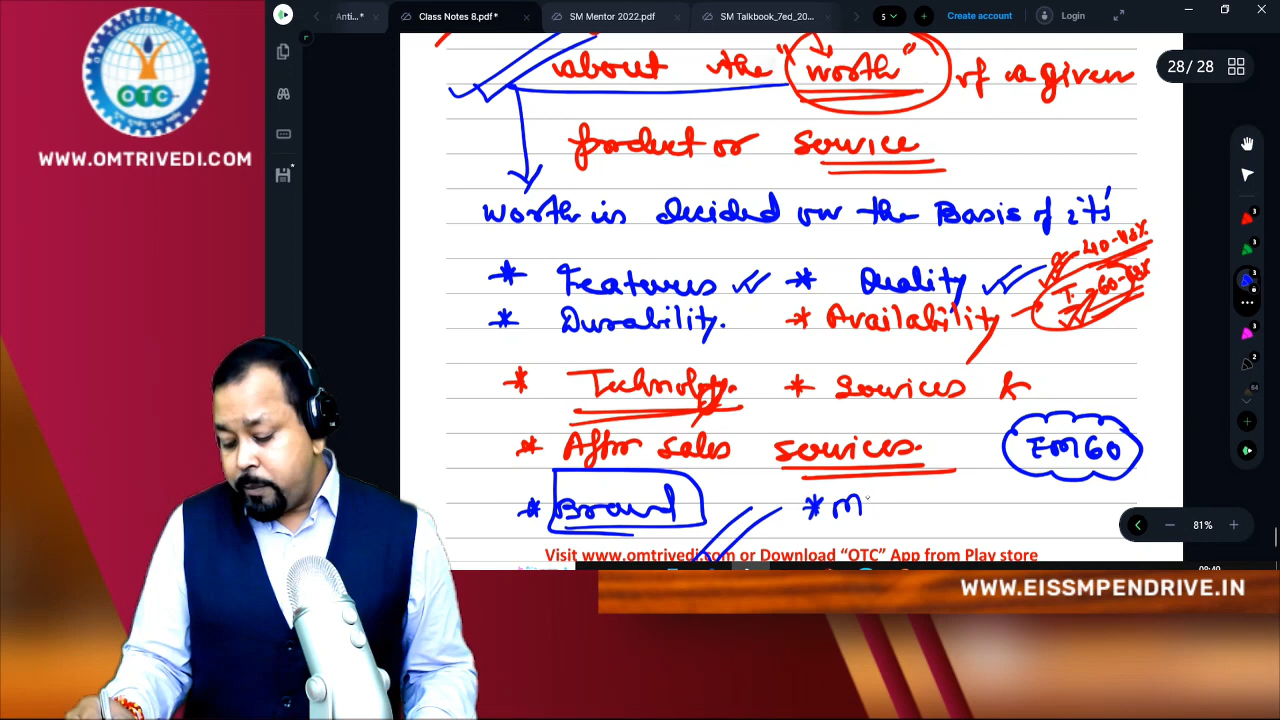 Anti...*
Class Notes 8.pdf*
SM Mentor 2022.pdf
SM Talkbook_7ed_20...
5
Create account
Login
28/28
OTC
WWW.OMTRIVEDI.COM
about the "worth" of a given
product or service
Worth is decided on the Basis of it's
* Features * Quality
40-45%
* Durability. * Availability
* Technology. * Services &
* After sales services.
EM60
* Brand * M
81%
Visit www.omtrivedi.com or Download "OTC" App from Play store
WWW.EISSMPENDRIVE.IN